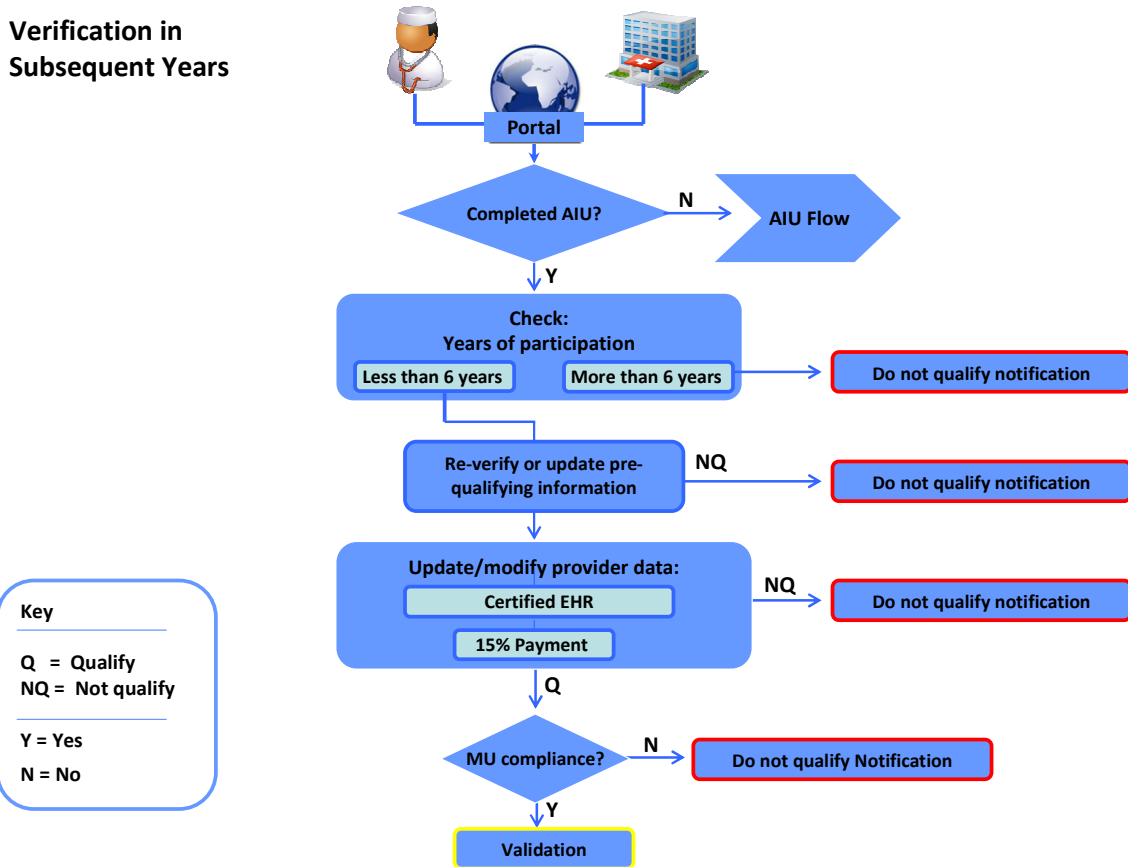 Verification in
Subsequent Years
Portal
Completed AIU?
N
AIU Flow
Y
Check:
Years of participation
Less than 6 years
More than 6 years
Do not qualify notification
Re-verify or update pre-
qualifying information
NQ
Do not qualify notification
Update/modify provider data:
Certified EHR
15% Payment
NQ
Do not qualify notification
Q
Key
Q = Qualify
NQ = Not qualify
Y = Yes
N = No
MU compliance?
N
Do not qualify Notification
Y
Validation